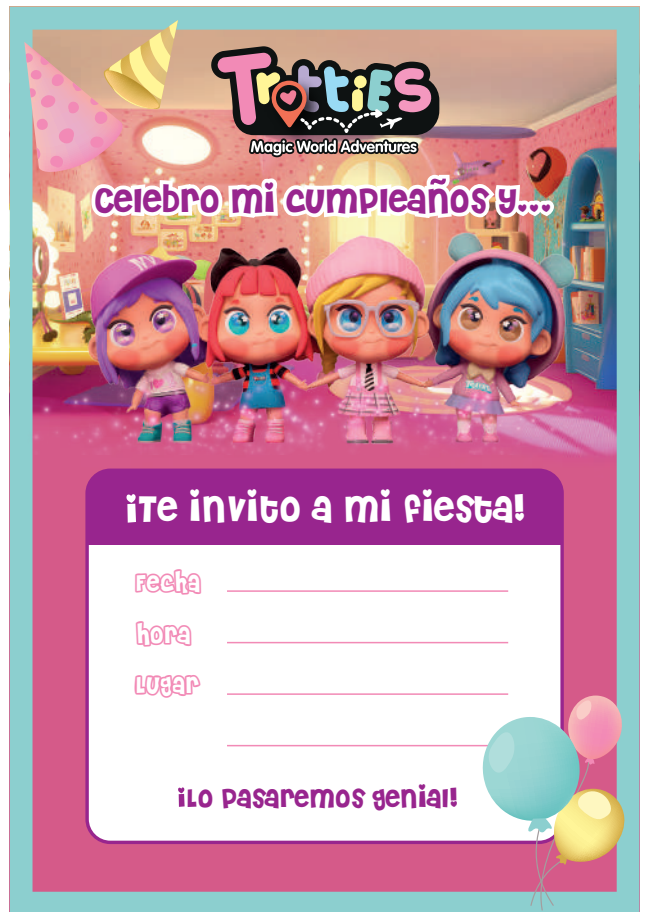 Trotties
Magic World Adventures
celebro mi cumpleaños y...
¡Te invito a mi fiesta!
Fecha
hora
Lugar
¡Lo pasaremos genial!